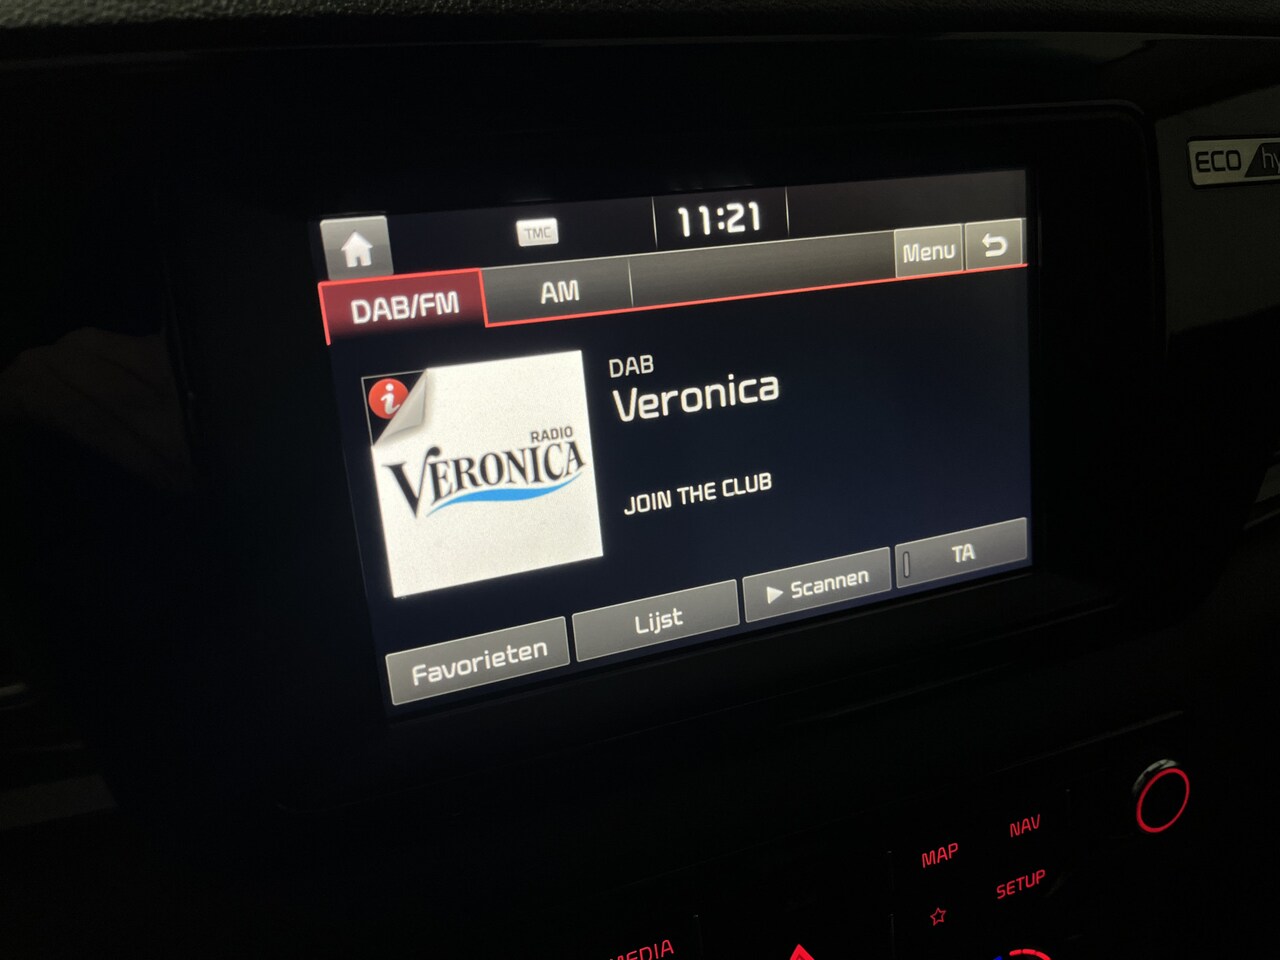 ECO
TMC
11:21
Menu
DAB/FM
AM
DAB
Veronica
RADIO
VERONICA
JOIN THE CLUB
Favorieten
Lijst
Scannen
TA
MAP
NAV
SETUP
MEDIA